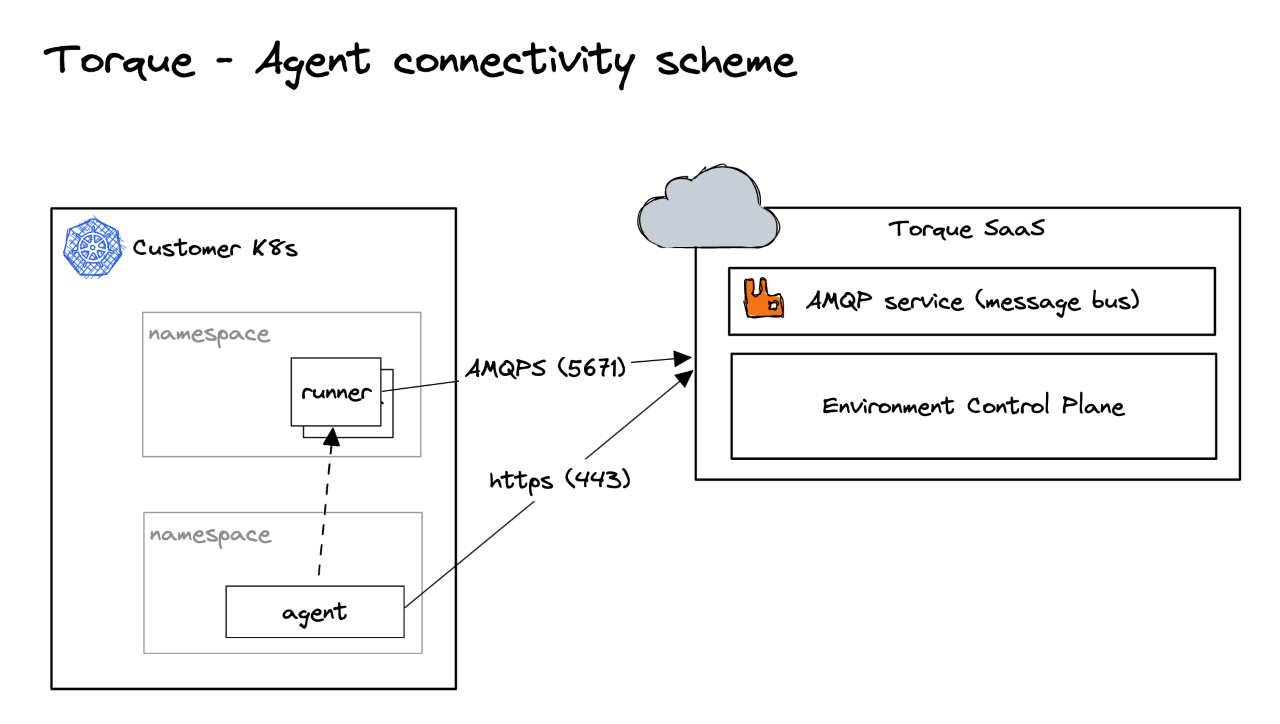 Torque - Agent connectivity scheme
Customer K8s
namespace
runner
namespace
agent
AMQPS (5671)
https (443)
Torque SaaS
AMQP service (message bus)
Environment Control Plane